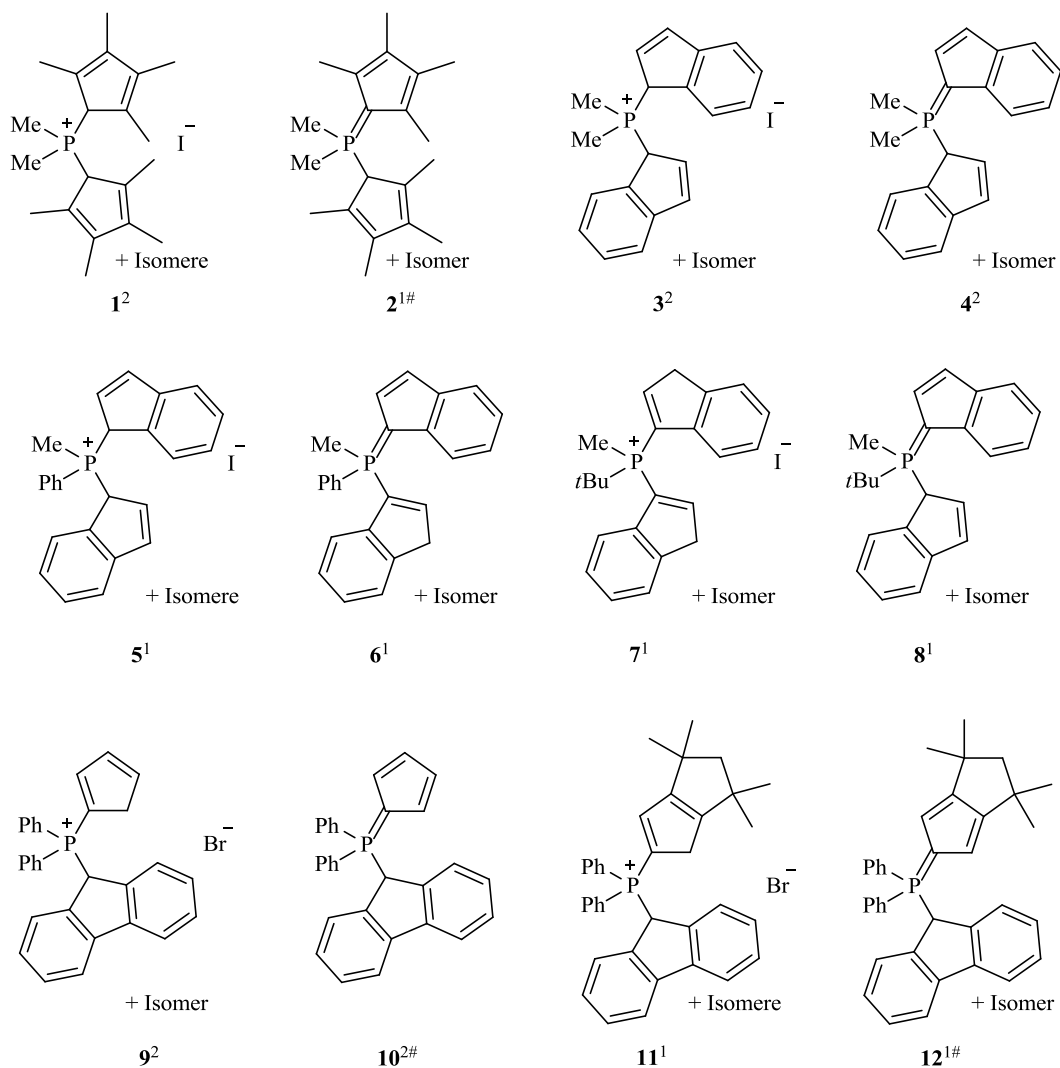 Me
Me
P
+
I
−
+ Isomere
1²
Me
Me
P
+ Isomer
2¹#
Me
Me
P
+
I
−
+ Isomer
3²
Me
Me
P
+ Isomer
4²
Me
Ph
P
+
I
−
+ Isomere
5¹
Me
Ph
P
+ Isomer
6¹
Me
tBu
P
+
I
−
+ Isomer
7¹
Me
tBu
P
+ Isomer
8¹
Ph
Ph
P
+
Br
−
+ Isomer
9²
Ph
Ph
P
10²#
Ph
Ph
P
+
Br
−
+ Isomere
11¹
Ph
Ph
P
+ Isomer
12¹#